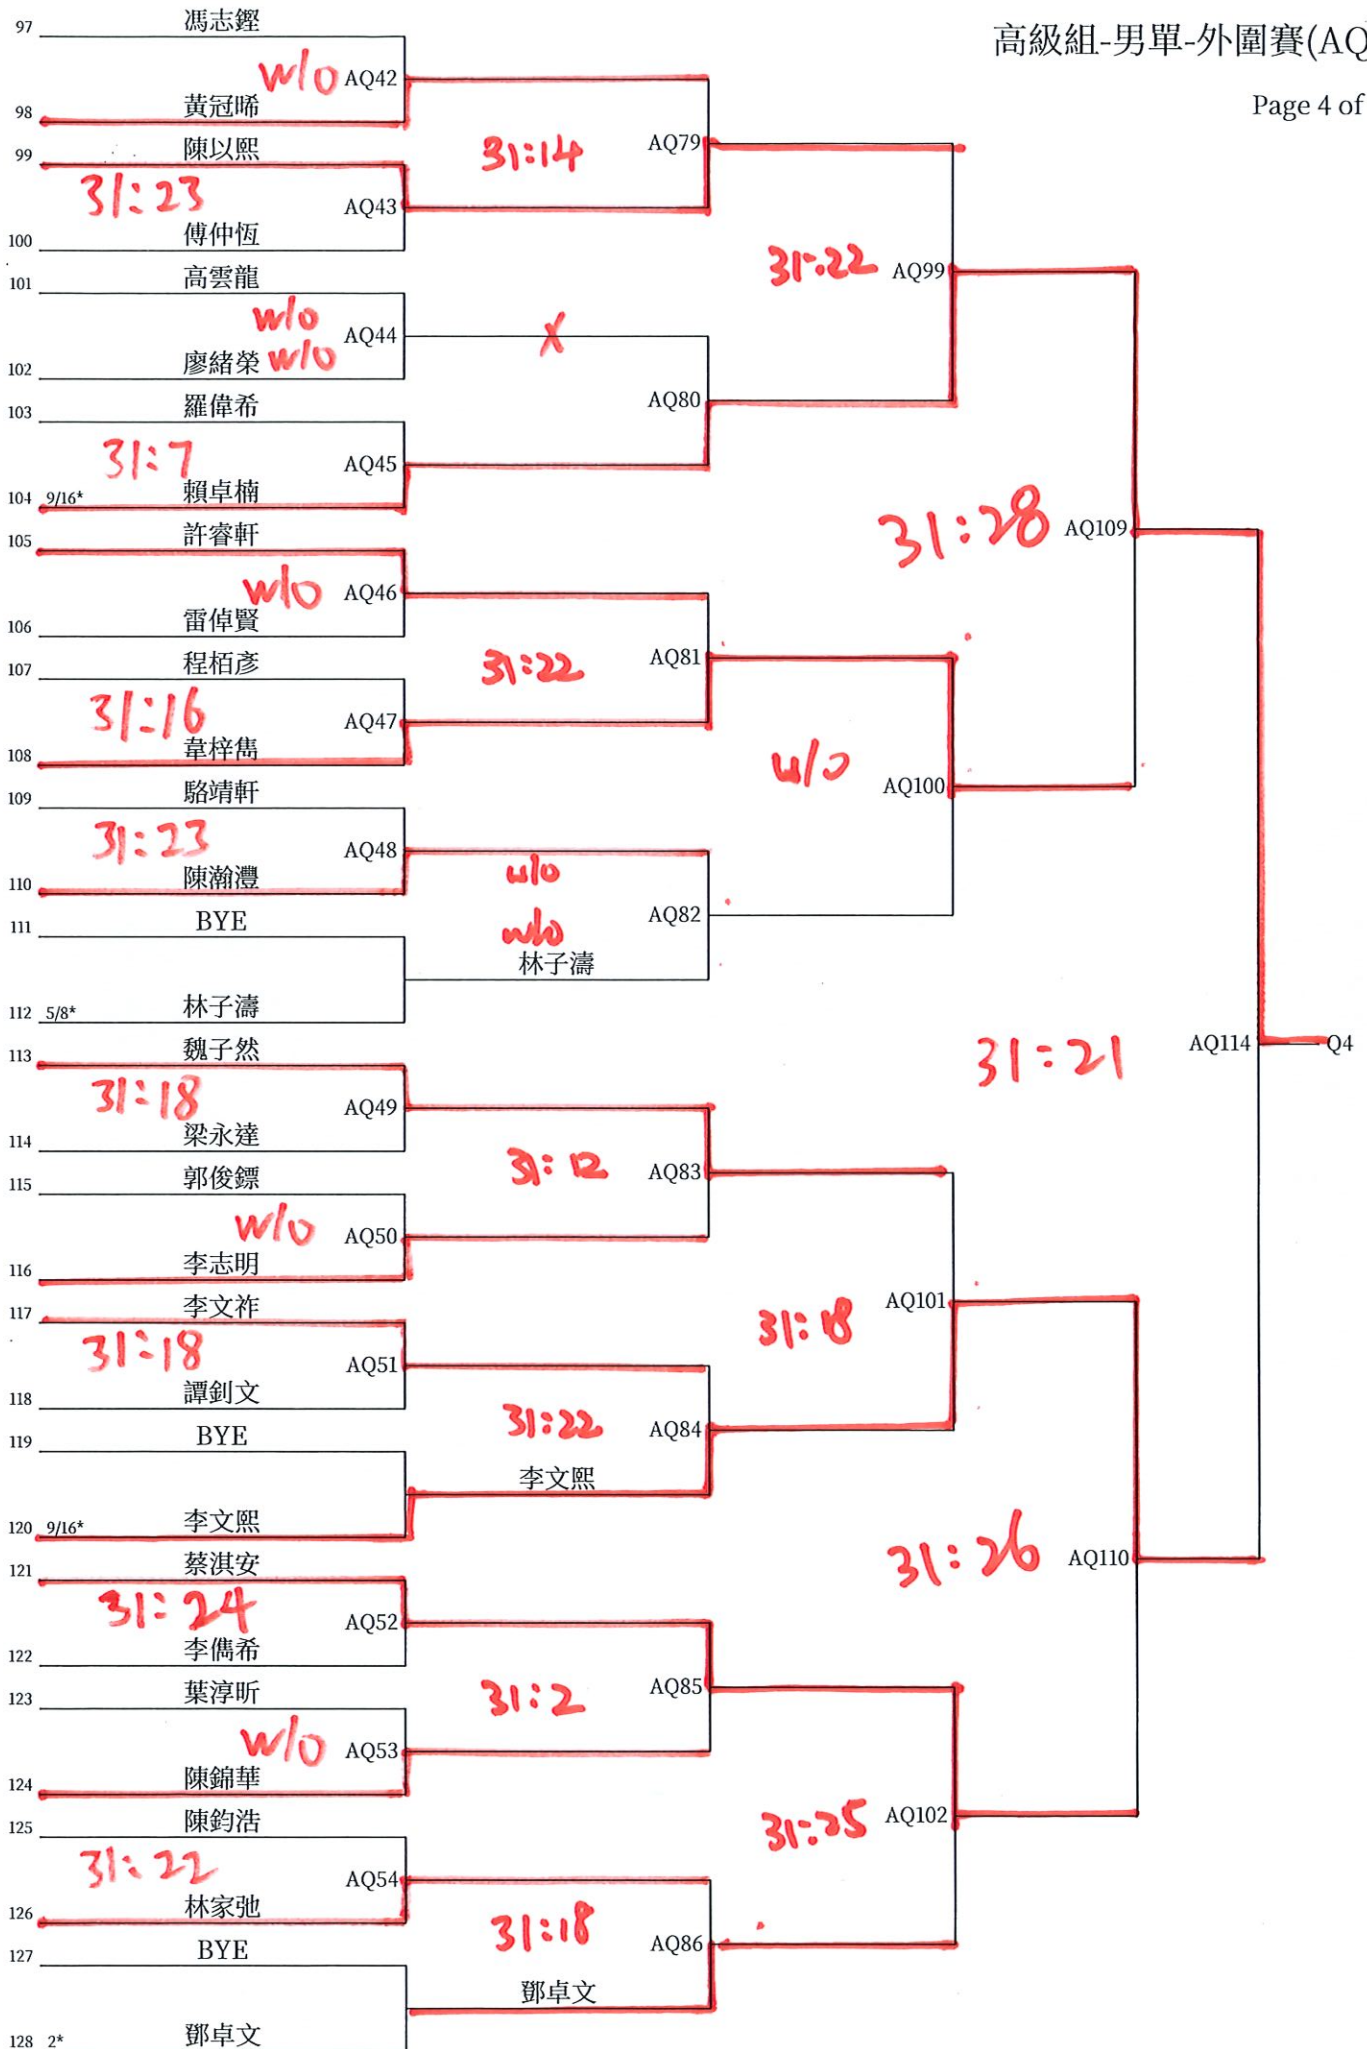 高級組-男單-外圍賽(AQ
Page 4 of
97 馮志鏗
W/O AQ42
98 黃冠唏
AQ79
31:14
99 陳以熙
31:23 AQ43
100 傅仲恆
31:22 AQ99
101 高雲龍
w/o AQ44 X
102 廖緒榮 w/o
AQ80
103 羅偉希
31:7 AQ45
104 9/16* 賴卓楠
31:28 AQ109
105 許睿軒
w/o AQ46
106 雷倬賢
31:22 AQ81
107 程栢彥
31:16 AQ47
108 韋梓雋
w/o AQ100
109 駱靖軒
31:23 AQ48
110 陳瀚灃
w/o
AQ82
111 BYE
w/o
林子濤
112 5/8* 林子濤
31:21 AQ114 Q4
113 魏子然
31:18 AQ49
114 梁永達
31:12 AQ83
115 郭俊鏢
W/O AQ50
116 李志明
31:18 AQ101
117 李文祚
31:18 AQ51
118 譚釗文
31:22 AQ84
119 BYE
李文熙
120 9/16* 李文熙
31:26 AQ110
121 蔡淇安
31:24 AQ52
122 李儁希
31:2 AQ85
123 葉淳昕
W/O AQ53
124 陳錦華
31:25 AQ102
125 陳鈞浩
31:22 AQ54
126 林家弛
31:18 AQ86
127 BYE
鄧卓文
128 2* 鄧卓文